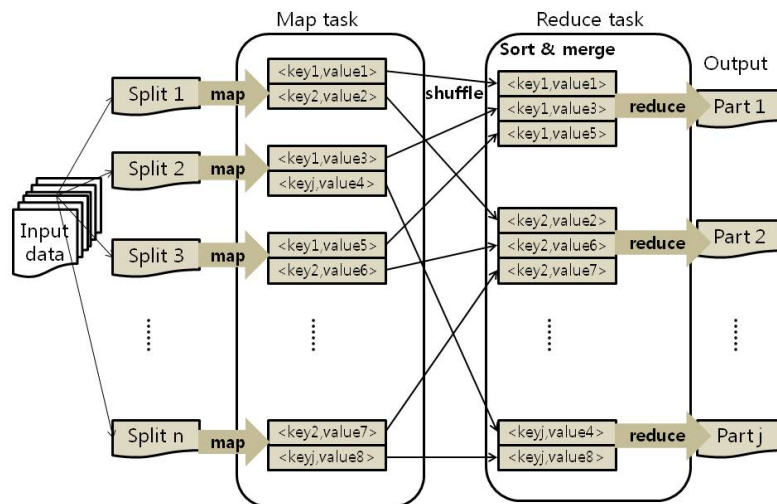 Map task
Reduce task
Sort & merge
Output
Input
data
Split 1
map
<key1,value1>
<key2,value2>
shuffle
<key1,value1>
<key1,value3>
<key1,value5>
reduce
Part 1
Split 2
map
<key1,value3>
<keyj,value4>
Split 3
map
<key1,value5>
<key2,value6>
<key2,value2>
<key2,value6>
<key2,value7>
reduce
Part 2
Split n
map
<key2,value7>
<keyj,value8>
<keyj,value4>
<keyj,value8>
reduce
Part j